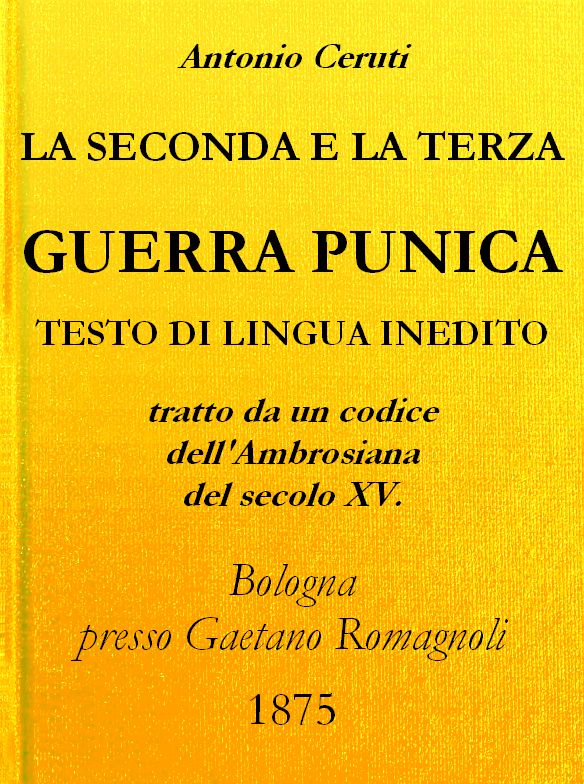 Antonio Ceruti
LA SECONDA E LA TERZA
GUERRA PUNICA
TESTO DI LINGUA INEDITO
tratto da un codice
dell'Ambrosiana
del secolo XV.
Bologna
presso Gaetano Romagnoli
1875